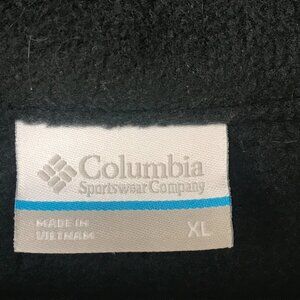 Columbia
Sportswear Company
MADE IN
VIETNAM
XL